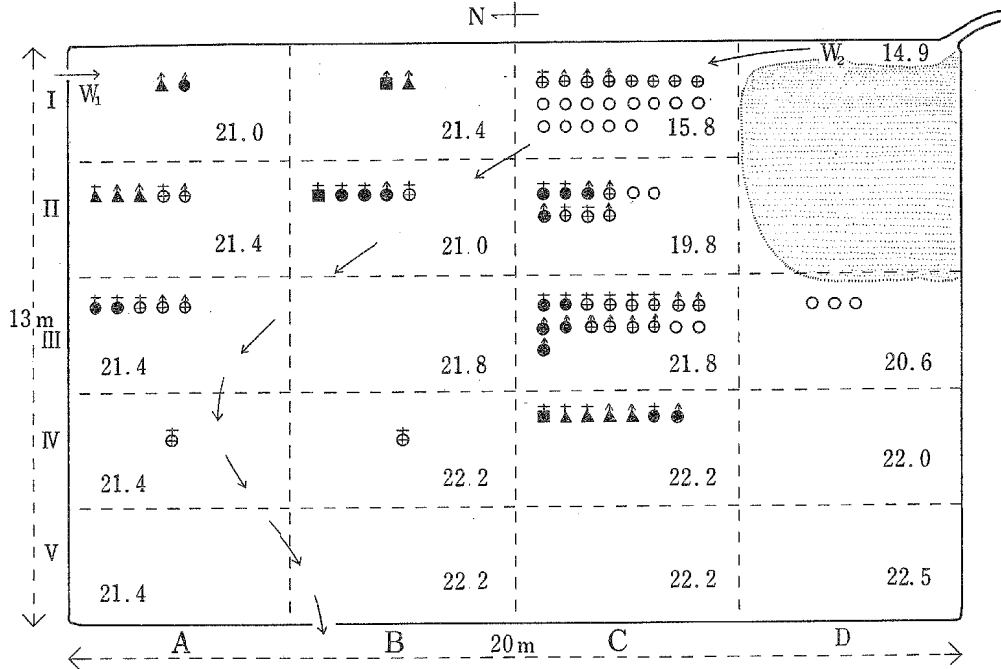 N
W₂ 14.9
I W₁ 21.0 21.4 15.8
II 21.4 21.0 19.8
13m III 21.4 21.8 21.8 20.6
IV 21.4 22.2 22.2 22.0
V 21.4 22.2 22.2 22.5
A B 20m C D